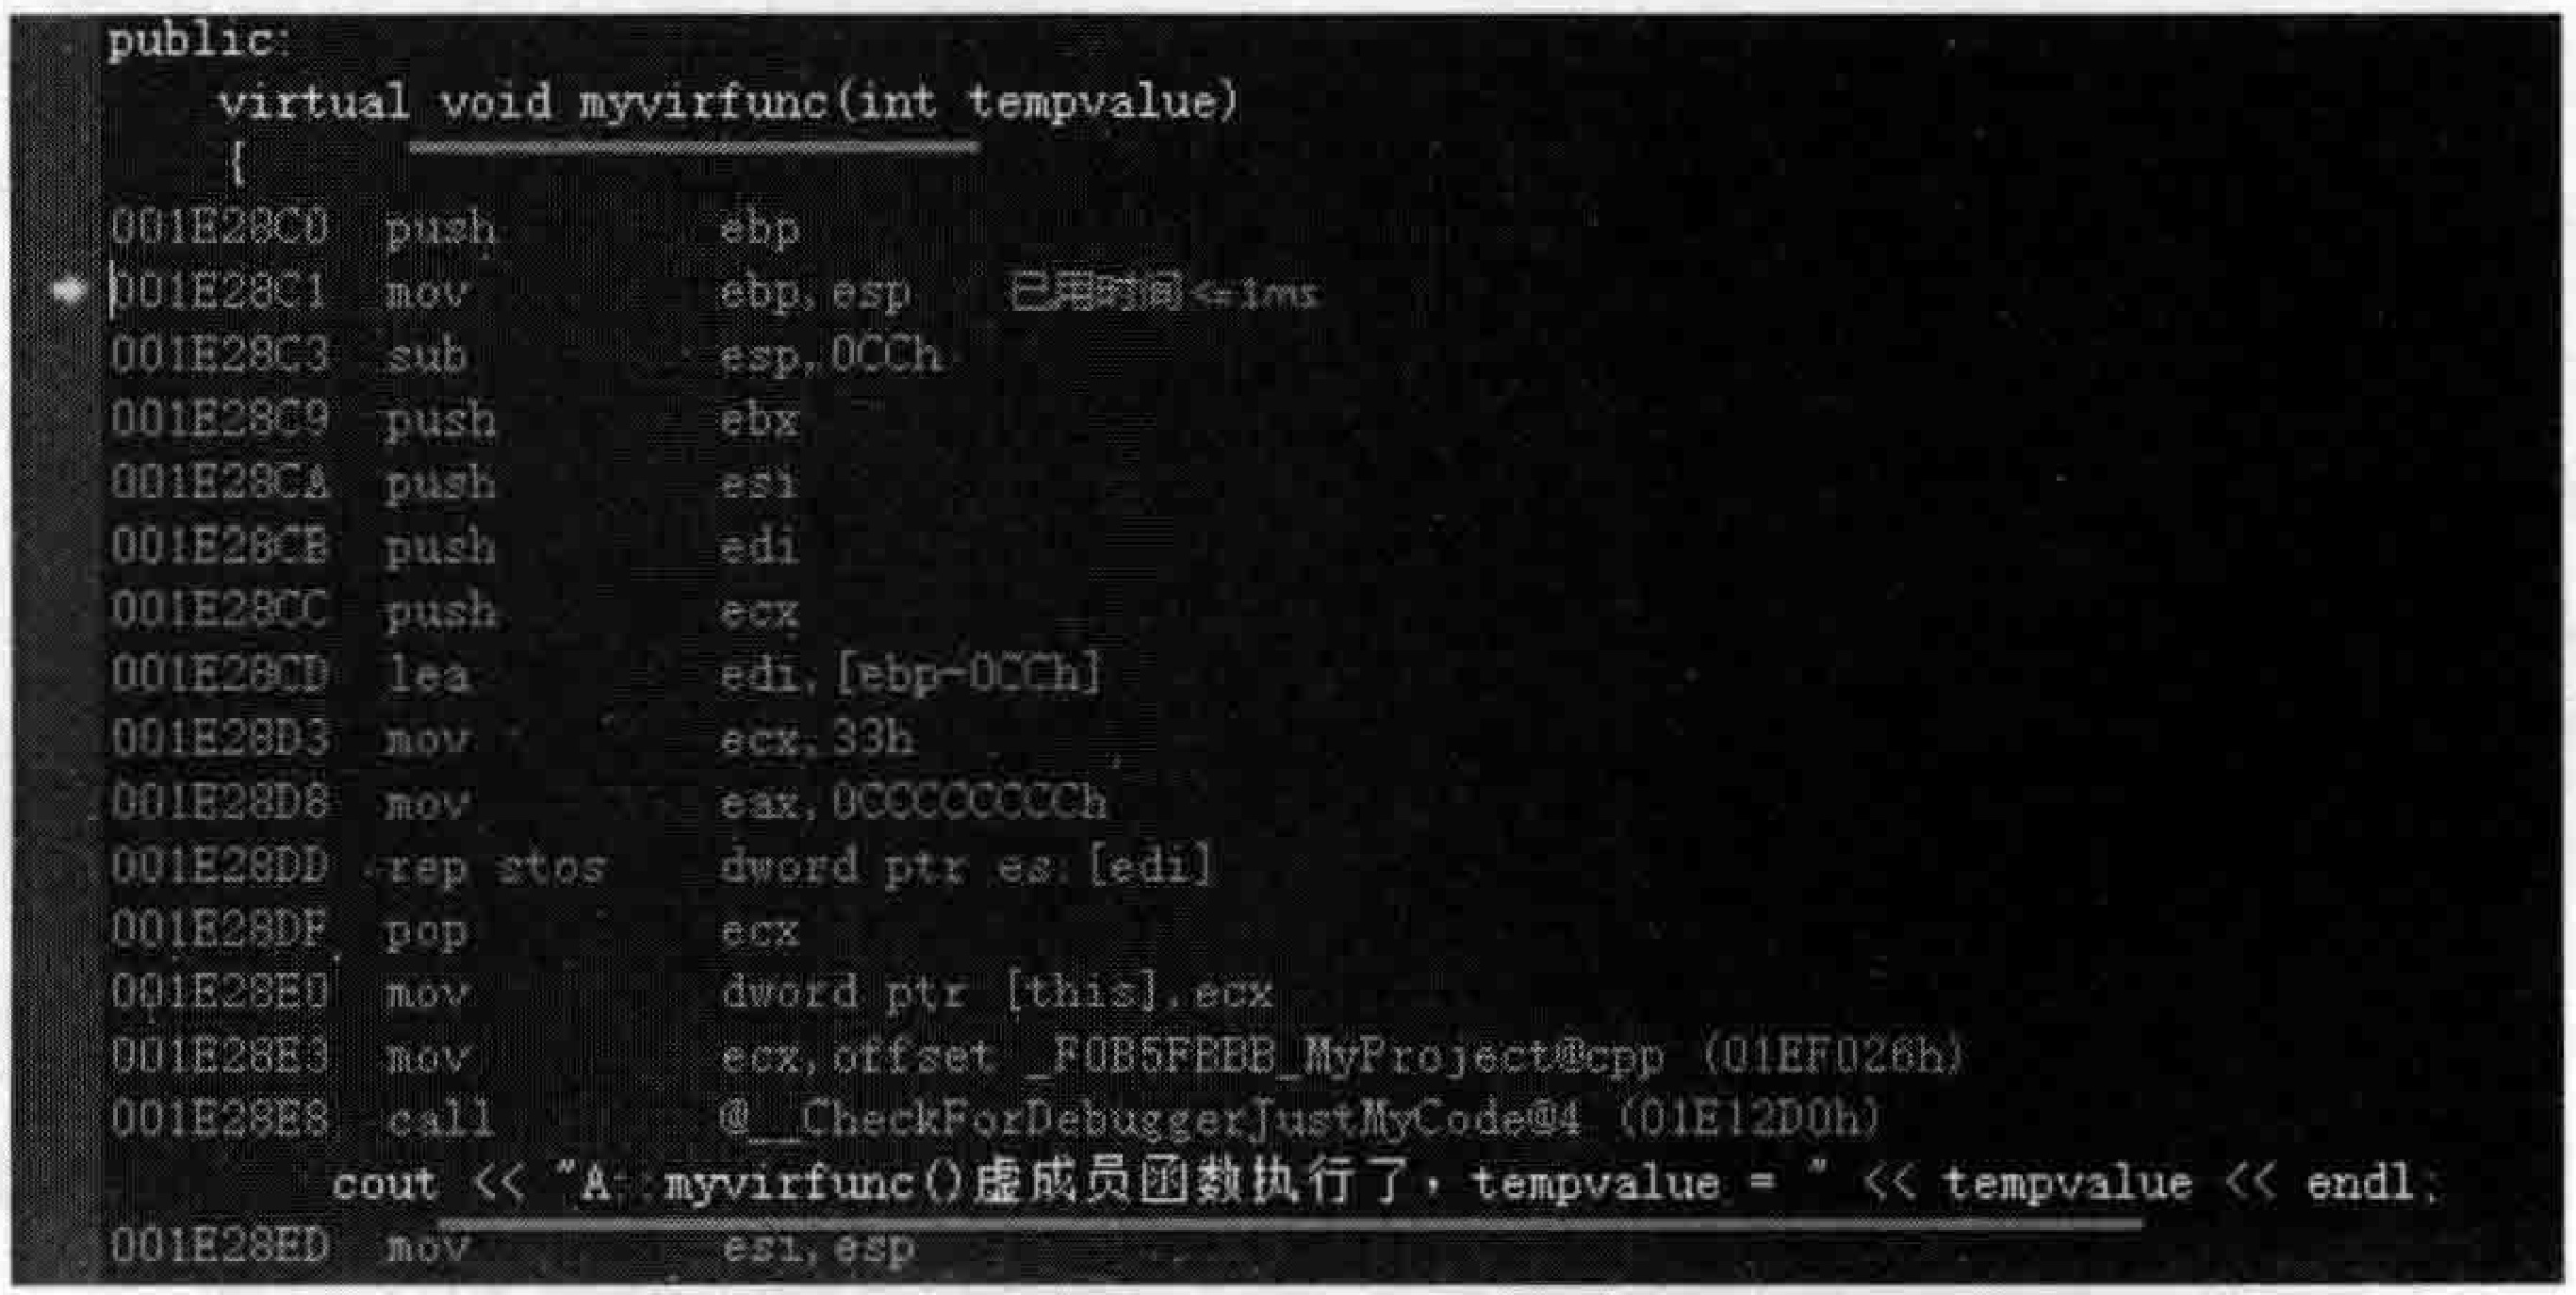 public:
virtual void myvirfunc(int tempvalue)
{
001E28C0 push ebp
001E28C1 mov ebp,esp 已用时间<=1ms
001E28C3 sub esp,0CCh
001E28C9 push ebx
001E28CA push esi
001E28CB push edi
001E28CC push ecx
001E28CD lea edi,[ebp-0CCh]
001E28D3 mov ecx,33h
001E28D8 mov eax,0CCCCCCCCh
001E28DD rep stos dword ptr es:[edi]
001E28DF pop ecx
001E28E0 mov dword ptr [this],ecx
001E28E3 mov ecx,offset _F0B5FBBB_MyProject@cpp (01EF026h)
001E28E8 call @__CheckForDebuggerJustMyCode@4 (01E12D0h)
cout << "A::myvirfunc()虚成员函数执行了，tempvalue = " << tempvalue << endl;
001E28ED mov esi,esp